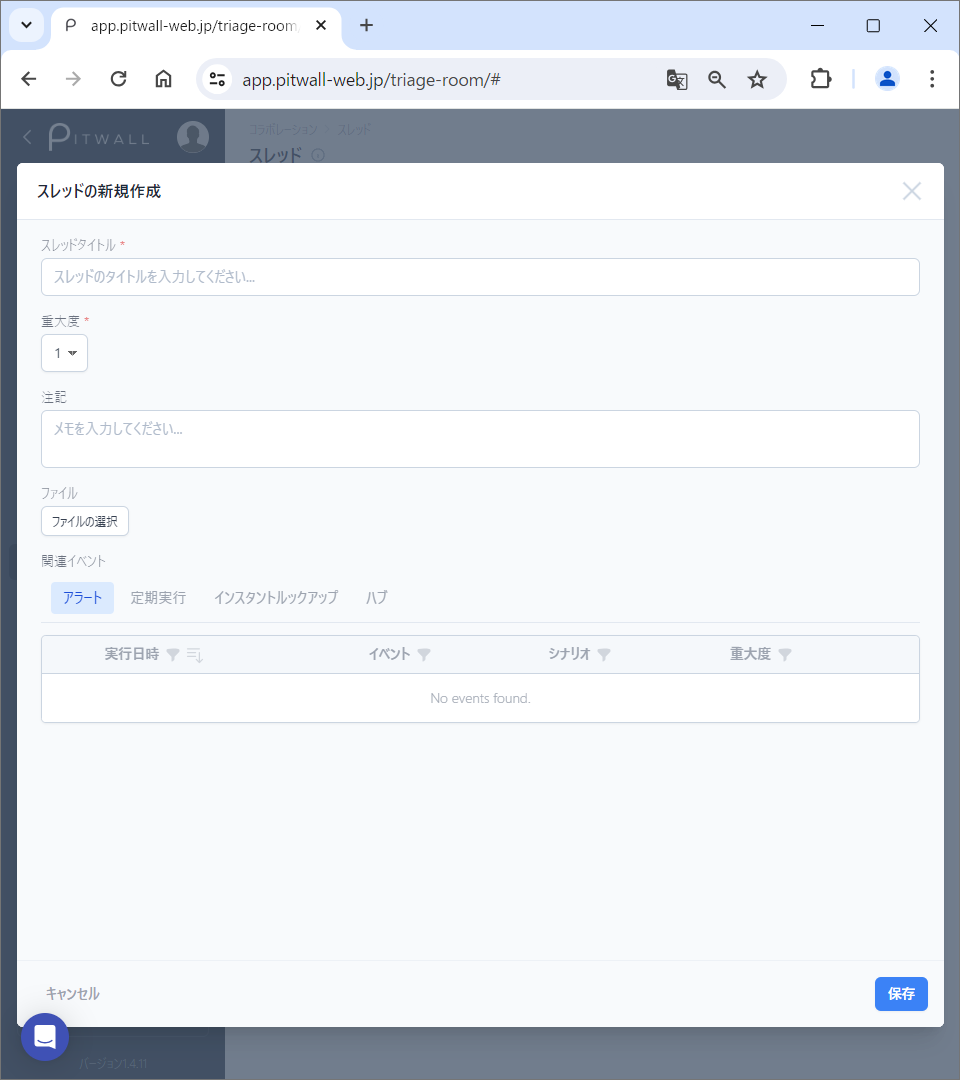 app.pitwall-web.jp/triage-room
app.pitwall-web.jp/triage-room/#
PITWALL
コラボレーション / スレッド
スレッド
スレッドの新規作成
スレッドタイトル *
スレッドのタイトルを入力してください...
重大度 *
1
注記
メモを入力してください...
ファイル
ファイルの選択
関連イベント
アラート 定期実行 インスタントルックアップ ハブ
実行日時 イベント シナリオ 重大度
No events found.
キャンセル 保存
バージョン1.4.11